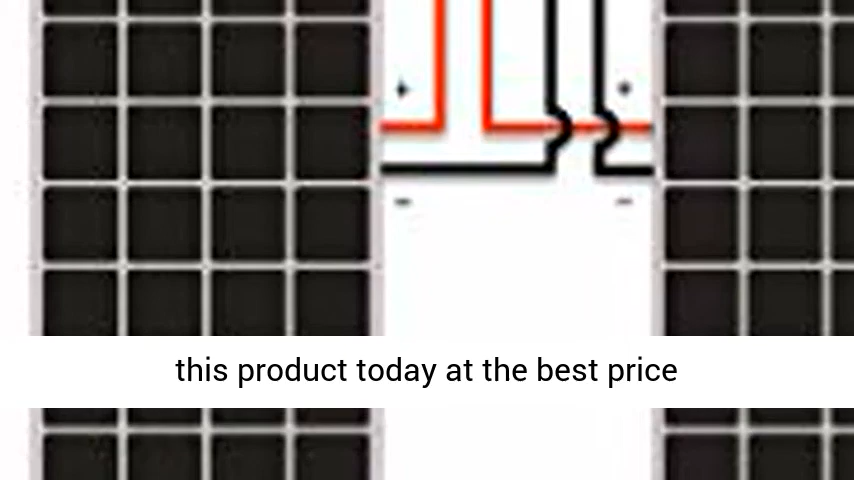 + +
- -
this product today at the best price